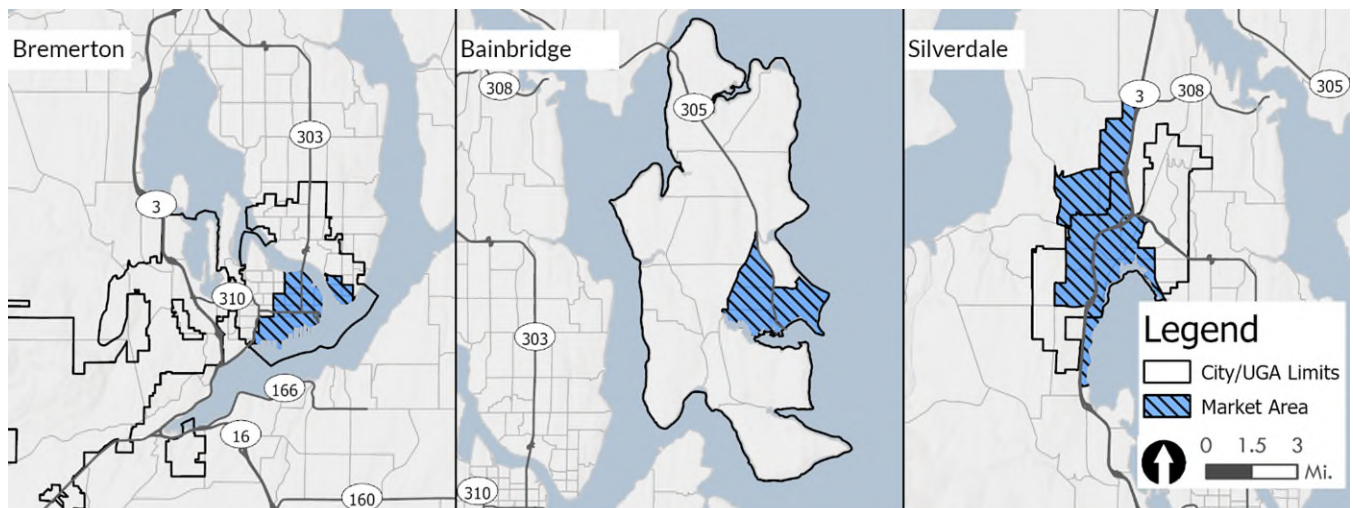 Bremerton
303
3
310
166
16
160
Bainbridge
308
305
303
310
Silverdale
3
308
305
Legend
City/UGA Limits
Market Area
0 1.5 3
Mi.